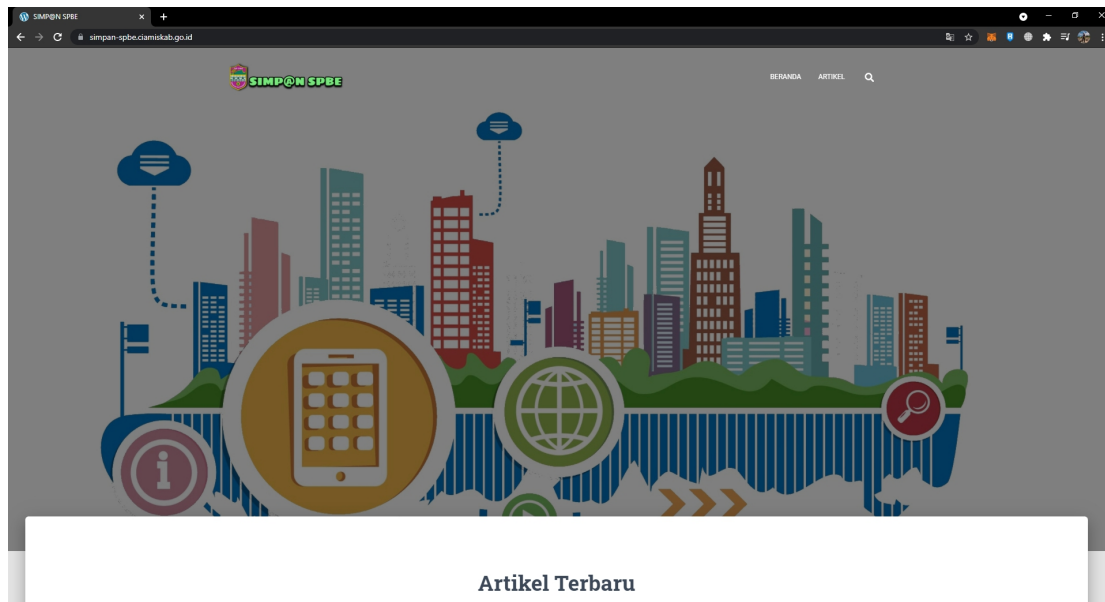 SIMP@N SPBE
simpan-spbe.ciamiskab.go.id
SIMP@N SPBE
BERANDA ARTIKEL
Artikel Terbaru